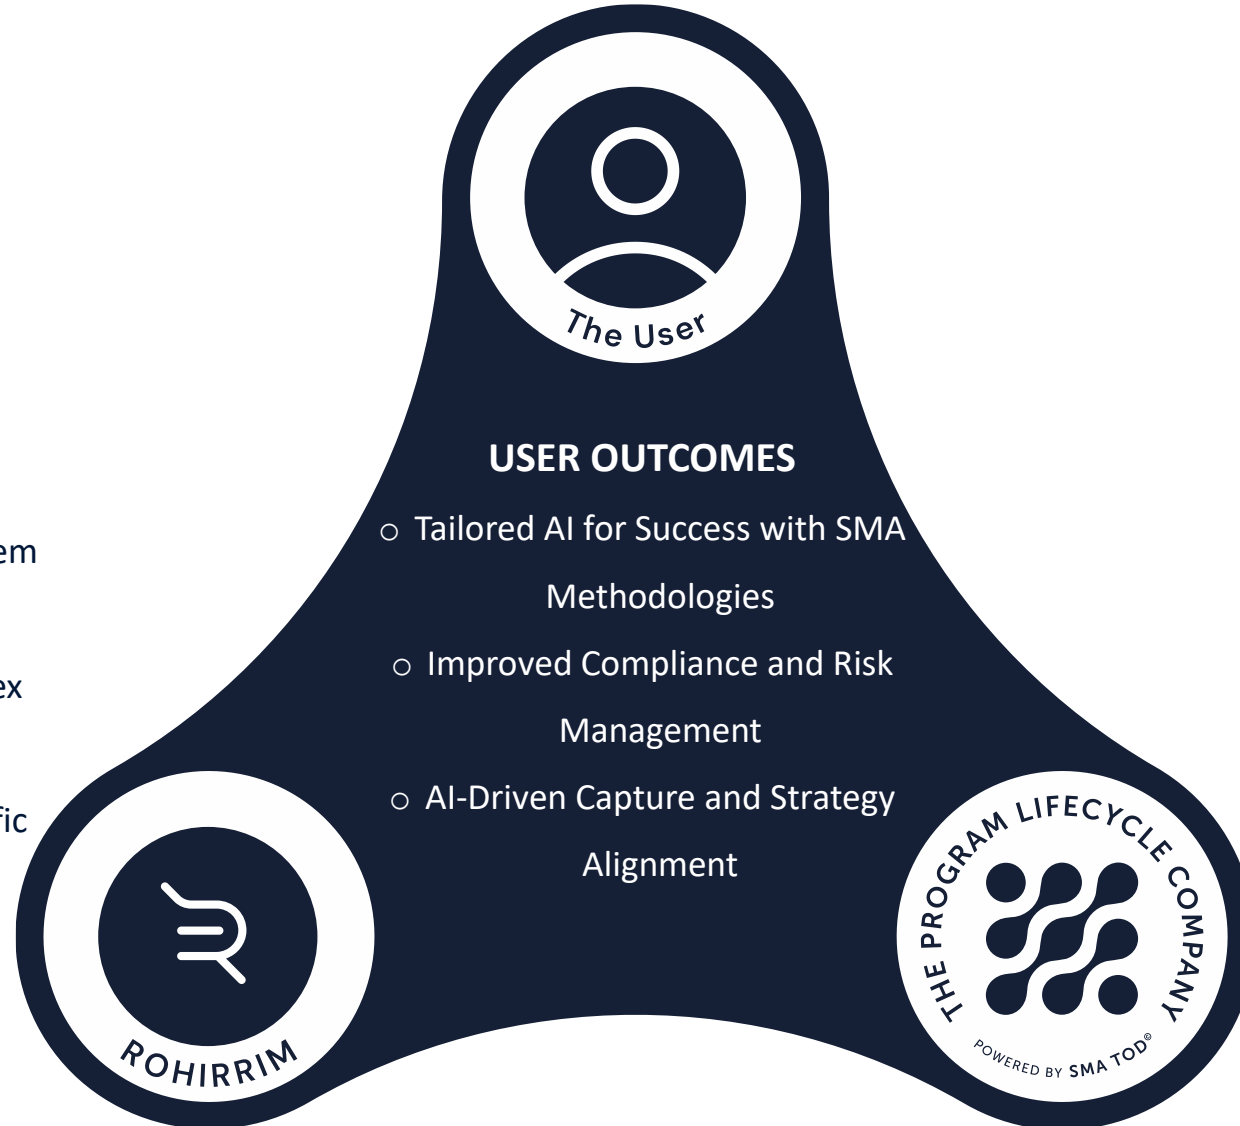 The User
USER OUTCOMES
o Tailored AI for Success with SMA
Methodologies
o Improved Compliance and Risk
Management
o AI-Driven Capture and Strategy
Alignment
ROHIRRIM
THE PROGRAM LIFECYCLE COMPANY
POWERED BY SMA TOD©